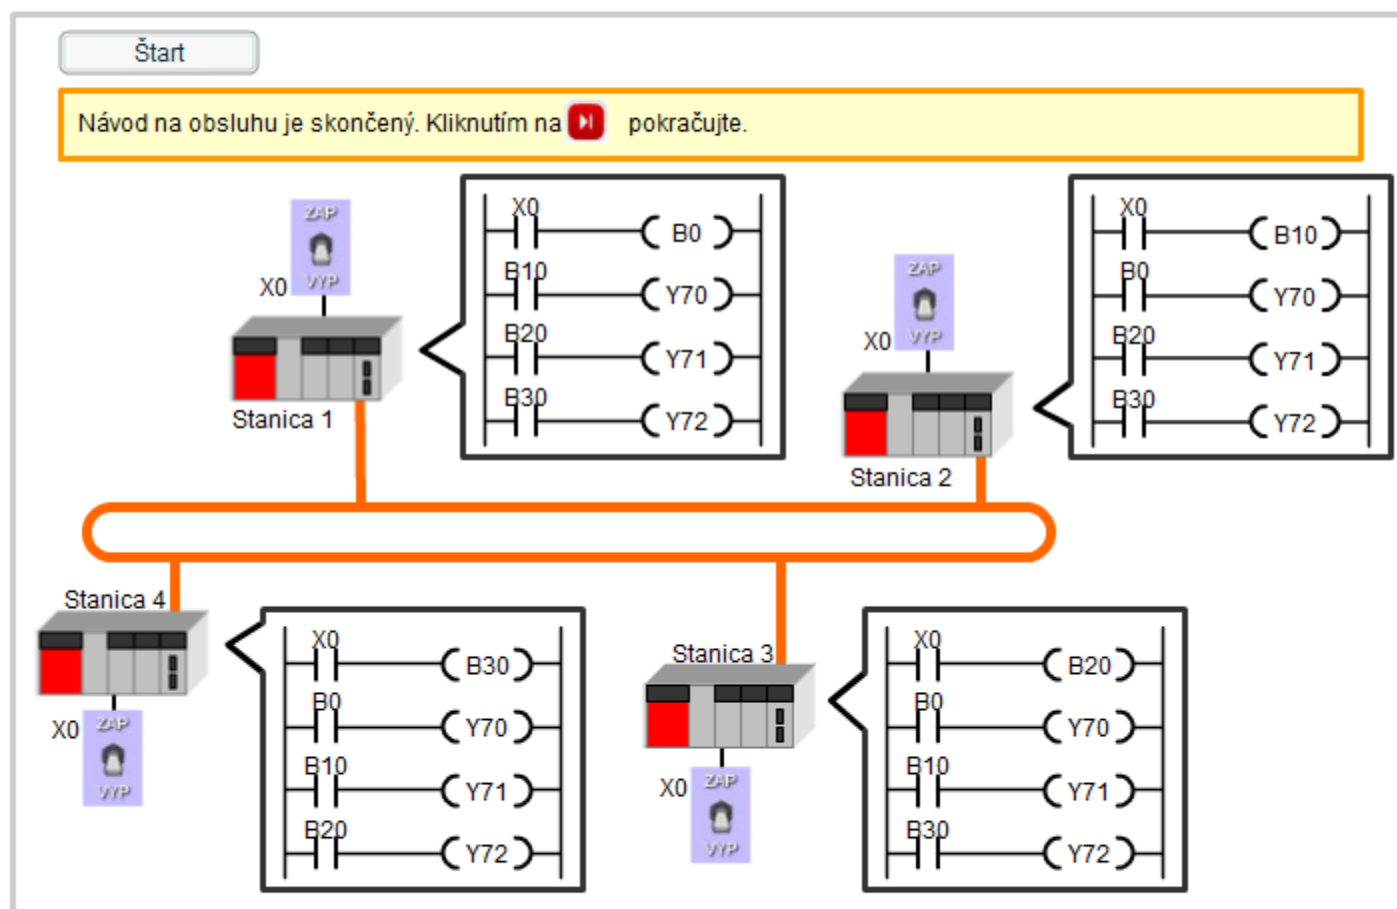 Štart
Návod na obsluhu je skončený. Kliknutím na pokračujte.
ZAP
X0 VYP
Stanica 1
X0 B0
B10 Y70
B20 Y71
B30 Y72
ZAP
X0 VYP
Stanica 2
X0 B10
B0 Y70
B20 Y71
B30 Y72
Stanica 4
X0 ZAP
VYP
X0 B30
B0 Y70
B10 Y71
B20 Y72
Stanica 3
X0 ZAP
VYP
X0 B20
B0 Y70
B10 Y71
B30 Y72